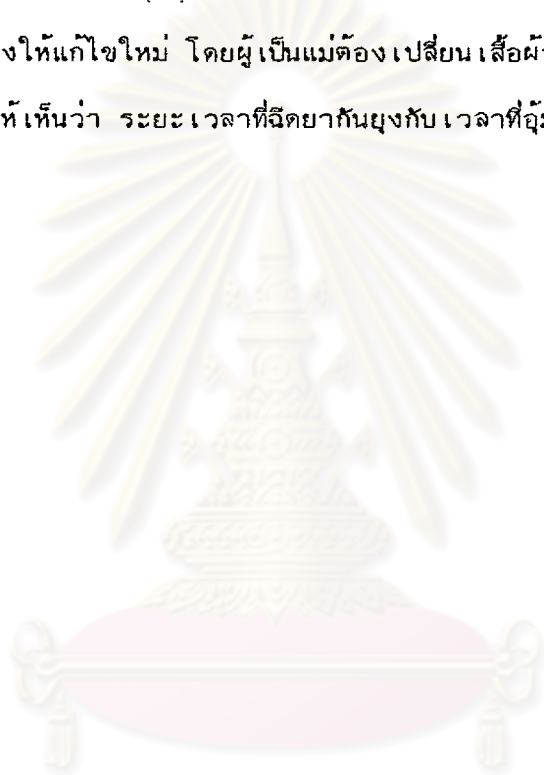 งให้แก้ไขใหม่ โดยผู้เป็นแม่ต้องเปลี่ยนเสื้อผ้
ห้เห็นว่า ระยะเวลาที่ฉีดยากันยุงกับเวลาที่อุ้ม